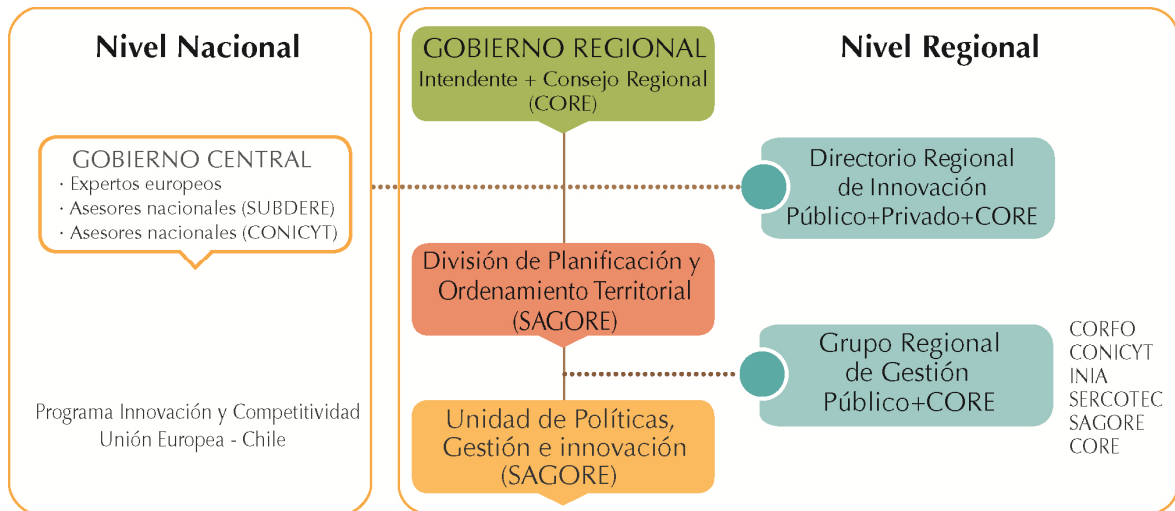 Nivel Nacional
GOBIERNO CENTRAL
· Expertos europeos
· Asesores nacionales (SUBDERE)
· Asesores nacionales (CONICYT)
Programa Innovación y Competitividad
Unión Europea - Chile
GOBIERNO REGIONAL
Intendente + Consejo Regional
(CORE)
Nivel Regional
Directorio Regional
de Innovación
Público+Privado+CORE
División de Planificación y
Ordenamiento Territorial
(SAGORE)
Grupo Regional
de Gestión
Público+CORE
CORFO
CONICYT
INIA
SERCOTEC
SAGORE
CORE
Unidad de Políticas,
Gestión e innovación
(SAGORE)